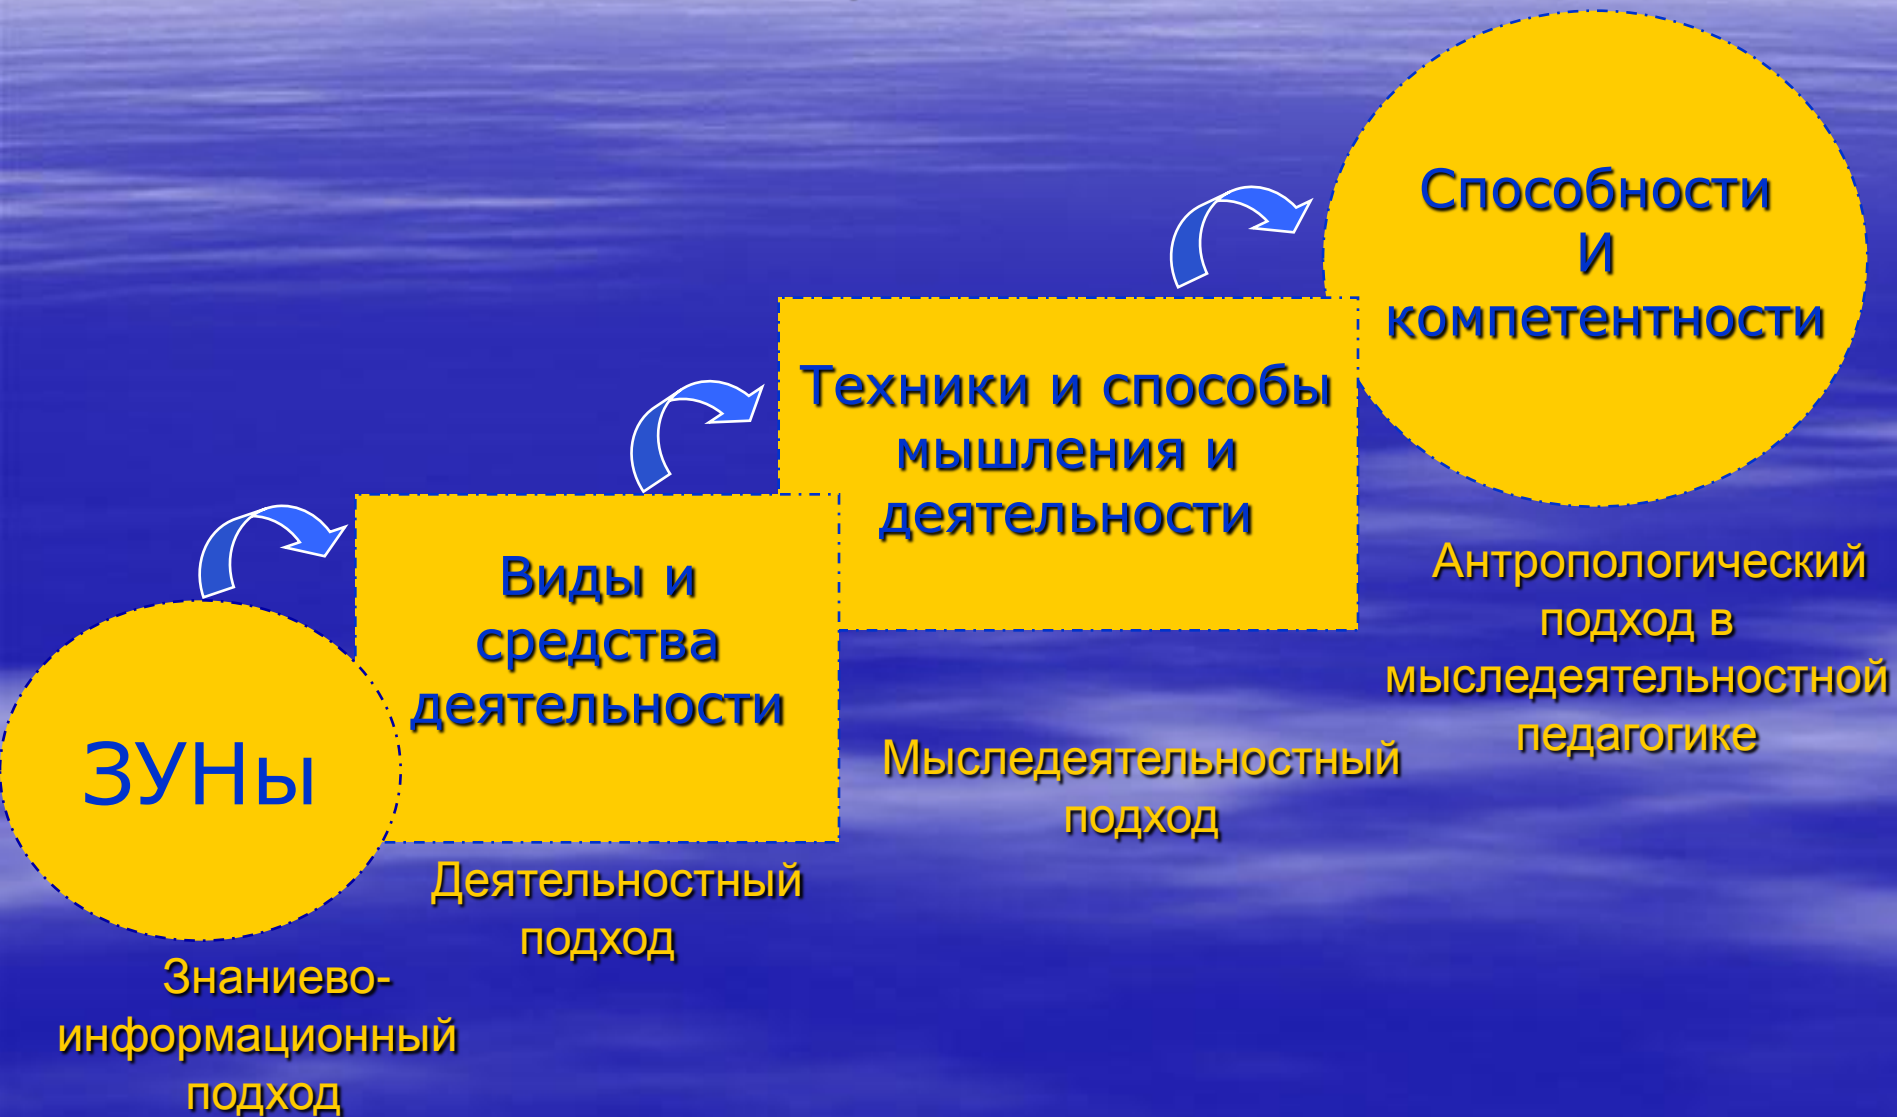 Способности
И
компетентности
Техники и способы
мышления и
деятельности
Виды и
средства
деятельности
ЗУНы
Антропологический
подход в
мыследеятельностной
педагогике
Мыследеятельностный
подход
Деятельностный
подход
Знаниево-
информационный
подход